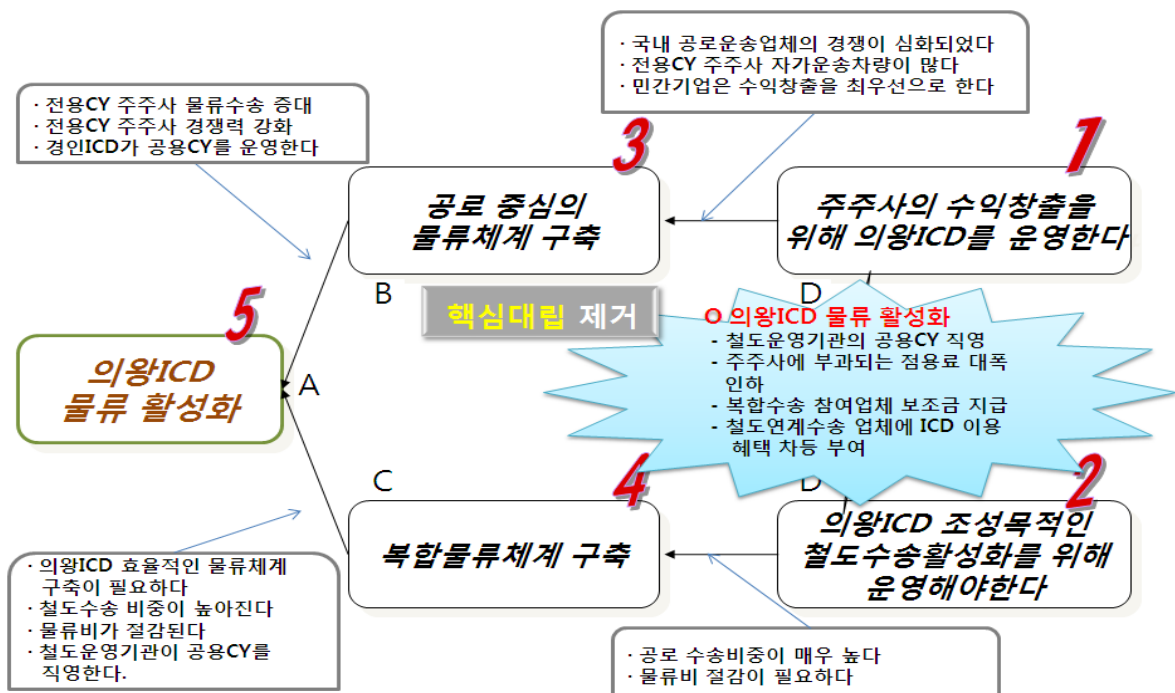 · 국내 공로운송업체의 경쟁이 심화되었다
· 전용CY 주주사 자가운송차량이 많다
· 민간기업은 수익창출을 최우선으로 한다
· 전용CY 주주사 물류수송 증대
· 전용CY 주주사 경쟁력 강화
· 경인ICD가 공용CY를 운영한다
3
공로 중심의
물류체계 구축
B
1
주주사의 수익창출을
위해 의왕ICD를 운영한다
D
핵심대립 제거
O 의왕ICD 물류 활성화
- 철도운영기관의 공용CY 직영
- 주주사에 부과되는 점용료 대폭
인하
- 복합수송 참여업체 보조금 지급
- 철도연계수송 업체에 ICD 이용
혜택 차등 부여
5
의왕ICD
물류 활성화
A
C
4
복합물류체계 구축
D
2
의왕ICD 조성목적인
철도수송활성화를 위해
운영해야한다
· 의왕ICD 효율적인 물류체계
구축이 필요하다
· 철도수송 비중이 높아진다
· 물류비가 절감된다
· 철도운영기관이 공용CY를
직영한다.
· 공로 수송비중이 매우 높다
· 물류비 절감이 필요하다